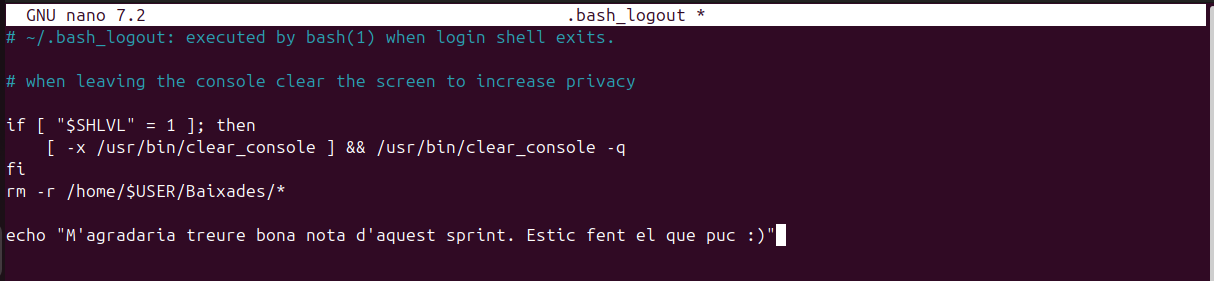 GNU nano 7.2 .bash_logout *
# ~/.bash_logout: executed by bash(1) when login shell exits.
# when leaving the console clear the screen to increase privacy
if [ "$SHLVL" = 1 ]; then
[ -x /usr/bin/clear_console ] && /usr/bin/clear_console -q
fi
rm -r /home/$USER/Baixades/*
echo "M'agradaria treure bona nota d'aquest sprint. Estic fent el que puc :)"